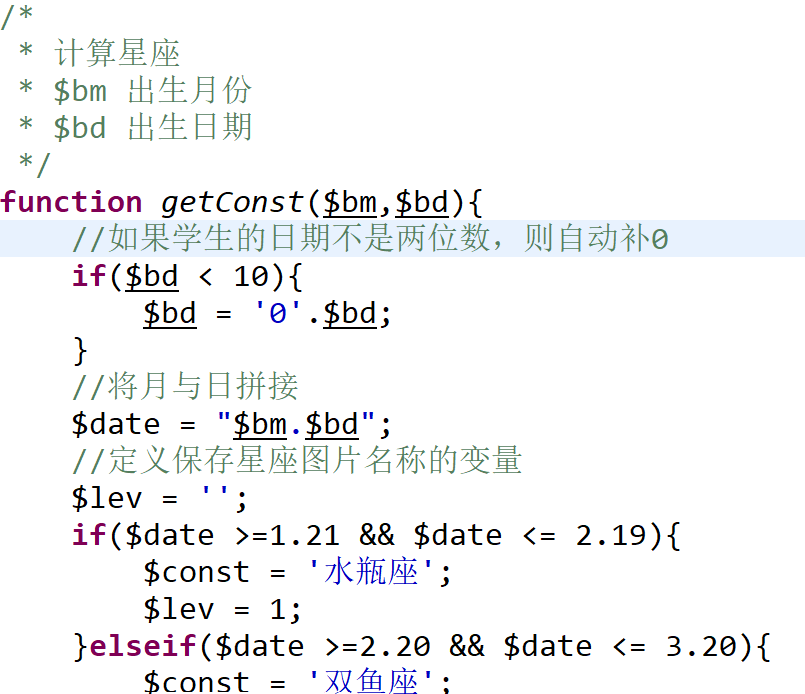 /*
 * 计算星座
 * $bm 出生月份
 * $bd 出生日期
 */
function getConst($bm,$bd){
    //如果学生的日期不是两位数，则自动补0
    if($bd < 10){
        $bd = '0'.$bd;
    }
    //将月与日拼接
    $date = "$bm.$bd";
    //定义保存星座图片名称的变量
    $lev = '';
    if($date >=1.21 && $date <= 2.19){
        $const = '水瓶座';
        $lev = 1;
    }elseif($date >=2.20 && $date <= 3.20){
        $const = '双鱼座';